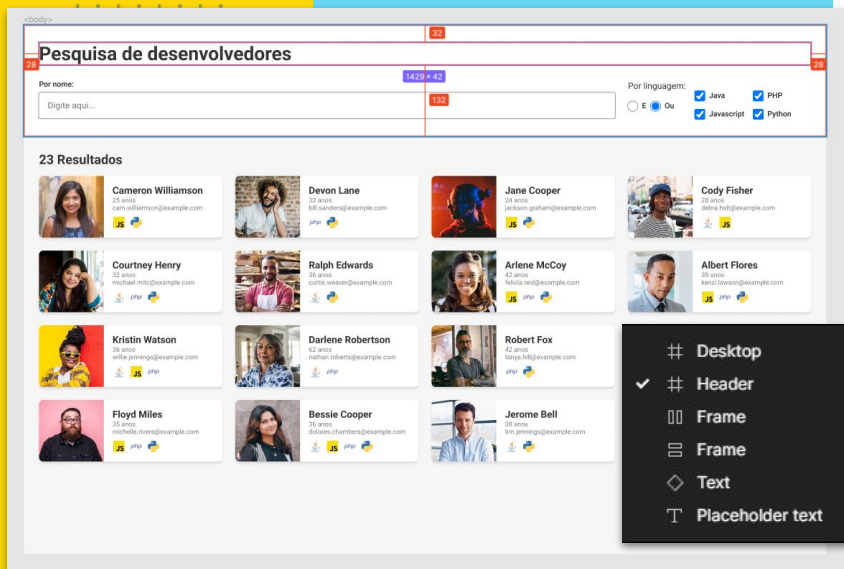 <body>
32
Pesquisa de desenvolvedores
28
28
1429 × 42
Por nome:
Digite aqui...
132
Por linguagem:
E
Ou
Java
PHP
Javascript
Python
23 Resultados
Cameron Williamson
25 anos
cam.williamson@example.com
JS
Devon Lane
32 anos
bill.sanders@example.com
php
Jane Cooper
24 anos
jackson.graham@example.com
JS
Cody Fisher
28 anos
debra.holt@example.com
JS
Courtney Henry
32 anos
michael.mitc@example.com
php
Ralph Edwards
36 anos
curtis.weaver@example.com
Arlene McCoy
42 anos
felicia.reid@example.com
JS php
Albert Flores
39 anos
kenzi.lawson@example.com
JS php
Kristin Watson
36 anos
willie.jennings@example.com
JS php
Darlene Robertson
62 anos
nathan.roberts@example.com
php
Robert Fox
42 anos
tanya.hill@example.com
php
Floyd Miles
35 anos
michelle.rivera@example.com
JS php
Bessie Cooper
36 anos
dolores.chambers@example.com
JS php
Jerome Bell
38 anos
tim.jennings@example.com
Desktop
Header
Frame
Frame
Text
Placeholder text